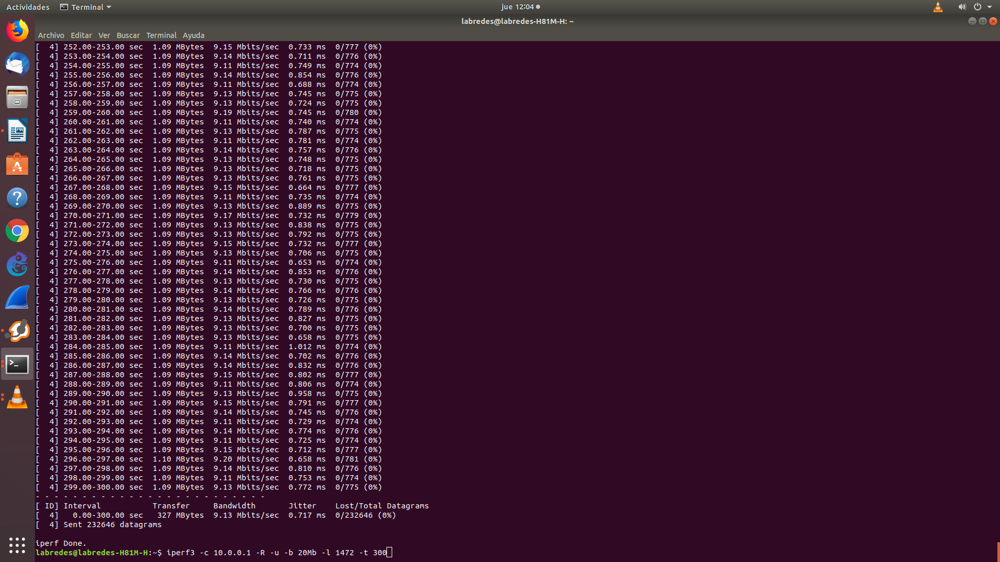 Actividades Terminal jue 12:04
labredes@labredes-H81M-H: ~
Archivo Editar Ver Buscar Terminal Ayuda
[  4] 252.00-253.00 sec  1.09 MBytes  9.15 Mbits/sec  0.733 ms  0/777 (0%)
[  4] 253.00-254.00 sec  1.09 MBytes  9.14 Mbits/sec  0.711 ms  0/776 (0%)
[  4] 254.00-255.00 sec  1.09 MBytes  9.11 Mbits/sec  0.749 ms  0/774 (0%)
[  4] 255.00-256.00 sec  1.09 MBytes  9.14 Mbits/sec  0.854 ms  0/776 (0%)
[  4] 256.00-257.00 sec  1.09 MBytes  9.11 Mbits/sec  0.688 ms  0/774 (0%)
[  4] 257.00-258.00 sec  1.09 MBytes  9.13 Mbits/sec  0.745 ms  0/775 (0%)
[  4] 258.00-259.00 sec  1.09 MBytes  9.13 Mbits/sec  0.724 ms  0/775 (0%)
[  4] 259.00-260.00 sec  1.09 MBytes  9.19 Mbits/sec  0.745 ms  0/780 (0%)
[  4] 260.00-261.00 sec  1.09 MBytes  9.11 Mbits/sec  0.740 ms  0/774 (0%)
[  4] 261.00-262.00 sec  1.09 MBytes  9.13 Mbits/sec  0.787 ms  0/775 (0%)
[  4] 262.00-263.00 sec  1.09 MBytes  9.11 Mbits/sec  0.781 ms  0/774 (0%)
[  4] 263.00-264.00 sec  1.09 MBytes  9.14 Mbits/sec  0.757 ms  0/776 (0%)
[  4] 264.00-265.00 sec  1.09 MBytes  9.13 Mbits/sec  0.748 ms  0/775 (0%)
[  4] 265.00-266.00 sec  1.09 MBytes  9.13 Mbits/sec  0.718 ms  0/775 (0%)
[  4] 266.00-267.00 sec  1.09 MBytes  9.13 Mbits/sec  0.761 ms  0/775 (0%)
[  4] 267.00-268.00 sec  1.09 MBytes  9.15 Mbits/sec  0.664 ms  0/777 (0%)
[  4] 268.00-269.00 sec  1.09 MBytes  9.11 Mbits/sec  0.735 ms  0/774 (0%)
[  4] 269.00-270.00 sec  1.09 MBytes  9.13 Mbits/sec  0.889 ms  0/775 (0%)
[  4] 270.00-271.00 sec  1.09 MBytes  9.17 Mbits/sec  0.732 ms  0/779 (0%)
[  4] 271.00-272.00 sec  1.09 MBytes  9.13 Mbits/sec  0.838 ms  0/775 (0%)
[  4] 272.00-273.00 sec  1.09 MBytes  9.13 Mbits/sec  0.792 ms  0/775 (0%)
[  4] 273.00-274.00 sec  1.09 MBytes  9.15 Mbits/sec  0.732 ms  0/777 (0%)
[  4] 274.00-275.00 sec  1.09 MBytes  9.13 Mbits/sec  0.706 ms  0/775 (0%)
[  4] 275.00-276.00 sec  1.09 MBytes  9.11 Mbits/sec  0.653 ms  0/774 (0%)
[  4] 276.00-277.00 sec  1.09 MBytes  9.14 Mbits/sec  0.853 ms  0/776 (0%)
[  4] 277.00-278.00 sec  1.09 MBytes  9.13 Mbits/sec  0.730 ms  0/775 (0%)
[  4] 278.00-279.00 sec  1.09 MBytes  9.14 Mbits/sec  0.766 ms  0/776 (0%)
[  4] 279.00-280.00 sec  1.09 MBytes  9.13 Mbits/sec  0.726 ms  0/775 (0%)
[  4] 280.00-281.00 sec  1.09 MBytes  9.14 Mbits/sec  0.789 ms  0/776 (0%)
[  4] 281.00-282.00 sec  1.09 MBytes  9.13 Mbits/sec  0.827 ms  0/775 (0%)
[  4] 282.00-283.00 sec  1.09 MBytes  9.13 Mbits/sec  0.700 ms  0/775 (0%)
[  4] 283.00-284.00 sec  1.09 MBytes  9.13 Mbits/sec  0.658 ms  0/775 (0%)
[  4] 284.00-285.00 sec  1.09 MBytes  9.11 Mbits/sec  1.012 ms  0/774 (0%)
[  4] 285.00-286.00 sec  1.09 MBytes  9.14 Mbits/sec  0.702 ms  0/776 (0%)
[  4] 286.00-287.00 sec  1.09 MBytes  9.14 Mbits/sec  0.832 ms  0/776 (0%)
[  4] 287.00-288.00 sec  1.09 MBytes  9.15 Mbits/sec  0.802 ms  0/777 (0%)
[  4] 288.00-289.00 sec  1.09 MBytes  9.11 Mbits/sec  0.806 ms  0/774 (0%)
[  4] 289.00-290.00 sec  1.09 MBytes  9.13 Mbits/sec  0.958 ms  0/775 (0%)
[  4] 290.00-291.00 sec  1.09 MBytes  9.15 Mbits/sec  0.791 ms  0/777 (0%)
[  4] 291.00-292.00 sec  1.09 MBytes  9.14 Mbits/sec  0.745 ms  0/776 (0%)
[  4] 292.00-293.00 sec  1.09 MBytes  9.11 Mbits/sec  0.729 ms  0/774 (0%)
[  4] 293.00-294.00 sec  1.09 MBytes  9.14 Mbits/sec  0.774 ms  0/776 (0%)
[  4] 294.00-295.00 sec  1.09 MBytes  9.11 Mbits/sec  0.725 ms  0/774 (0%)
[  4] 295.00-296.00 sec  1.09 MBytes  9.15 Mbits/sec  0.712 ms  0/777 (0%)
[  4] 296.00-297.00 sec  1.10 MBytes  9.20 Mbits/sec  0.658 ms  0/781 (0%)
[  4] 297.00-298.00 sec  1.09 MBytes  9.14 Mbits/sec  0.810 ms  0/776 (0%)
[  4] 298.00-299.00 sec  1.09 MBytes  9.11 Mbits/sec  0.753 ms  0/774 (0%)
[  4] 299.00-300.00 sec  1.09 MBytes  9.13 Mbits/sec  0.772 ms  0/775 (0%)
- - - - - - - - - - - - - - - - - - - - - - - - -
[ ID] Interval           Transfer     Bandwidth       Jitter    Lost/Total Datagrams
[  4]   0.00-300.00 sec   327 MBytes  9.13 Mbits/sec  0.717 ms  0/232646 (0%)
[  4] Sent 232646 datagrams
iperf Done.
labredes@labredes-H81M-H:~$ iperf3 -c 10.0.0.1 -R -u -b 20Mb -l 1472 -t 300